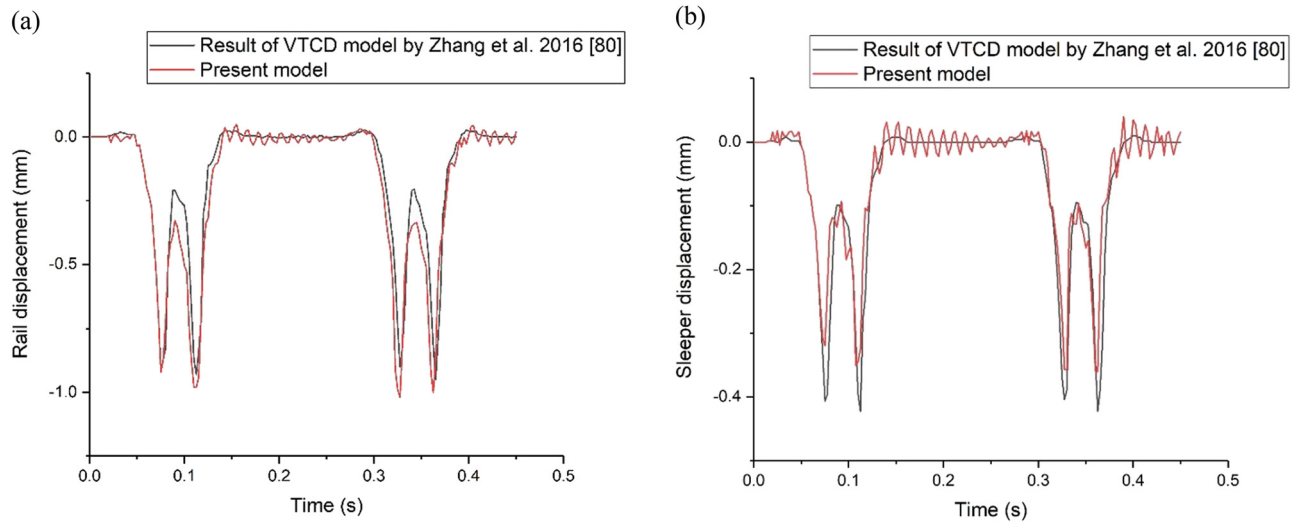 (a)
Result of VTCD model by Zhang et al. 2016 [80]
Present model
0.0
-0.5
-1.0
Rail displacement (mm)
0.0
0.1
0.2
0.3
0.4
0.5
Time (s)
(b)
Result of VTCD model by Zhang et al. 2016 [80]
Present model
0.0
-0.2
-0.4
Sleeper displacement (mm)
0.0
0.1
0.2
0.3
0.4
0.5
Time (s)